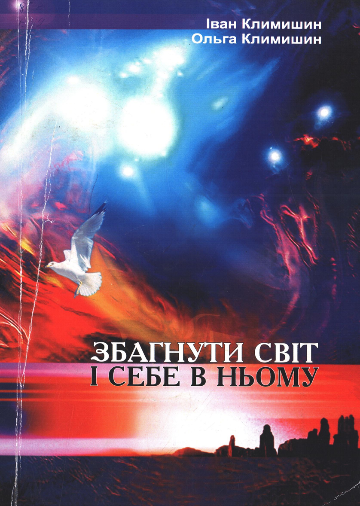 Іван Климишин
Ольга Климишин
ЗБАГНУТИ СВІТ
І СЕБЕ В НЬОМУ